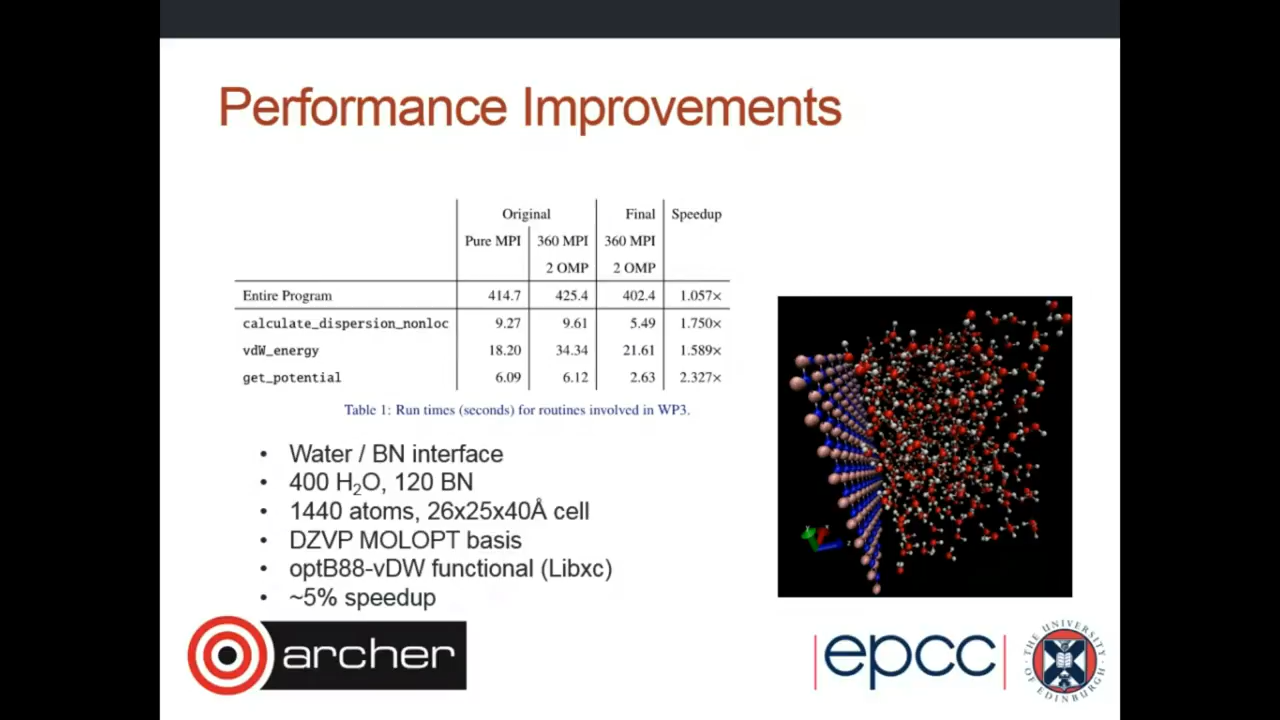 Performance Improvements
Original Final Speedup
Pure MPI 360 MPI 360 MPI
2 OMP 2 OMP
Entire Program 414.7 425.4 402.4 1.057×
calculate_dispersion_nonloc 9.27 9.61 5.49 1.750×
vdW_energy 18.20 34.34 21.61 1.589×
get_potential 6.09 6.12 2.63 2.327×
Table 1: Run times (seconds) for routines involved in WP3.
• Water / BN interface
• 400 H₂O, 120 BN
• 1440 atoms, 26x25x40Å cell
• DZVP MOLOPT basis
• optB88-vDW functional (Libxc)
• ~5% speedup
archer
epcc
THE UNIVERSITY OF EDINBURGH